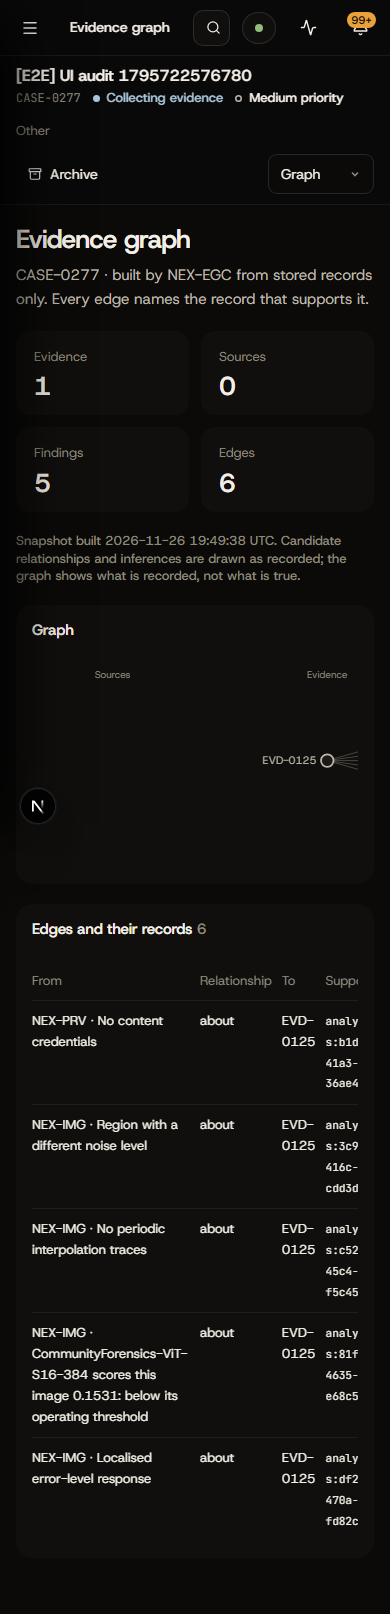 Evidence graph
99+
[E2E] UI audit 1795722576780
CASE-0277 Collecting evidence Medium priority
Other
Archive Graph
Evidence graph
CASE-0277 · built by NEX-EGC from stored records
only. Every edge names the record that supports it.
Evidence Sources
1 0
Findings Edges
5 6
Snapshot built 2026-11-26 19:49:38 UTC. Candidate
relationships and inferences are drawn as recorded; the
graph shows what is recorded, not what is true.
Graph
Sources Evidence
EVD-0125
N
Edges and their records 6
From Relationship To Suppo
NEX-PRV · No content about EVD- analy
credentials 0125 s:b1d
41a3-
36ae4
NEX-IMG · Region with a about EVD- analy
different noise level 0125 s:3c9
416c-
cdd3d
NEX-IMG · No periodic about EVD- analy
interpolation traces 0125 s:c52
45c4-
f5c45
NEX-IMG · about EVD- analy
CommunityForensics-ViT- 0125 s:81f
S16-384 scores this 4635-
image 0.1531: below its e68c5
operating threshold
NEX-IMG · Localised about EVD- analy
error-level response 0125 s:df2
470a-
fd82c